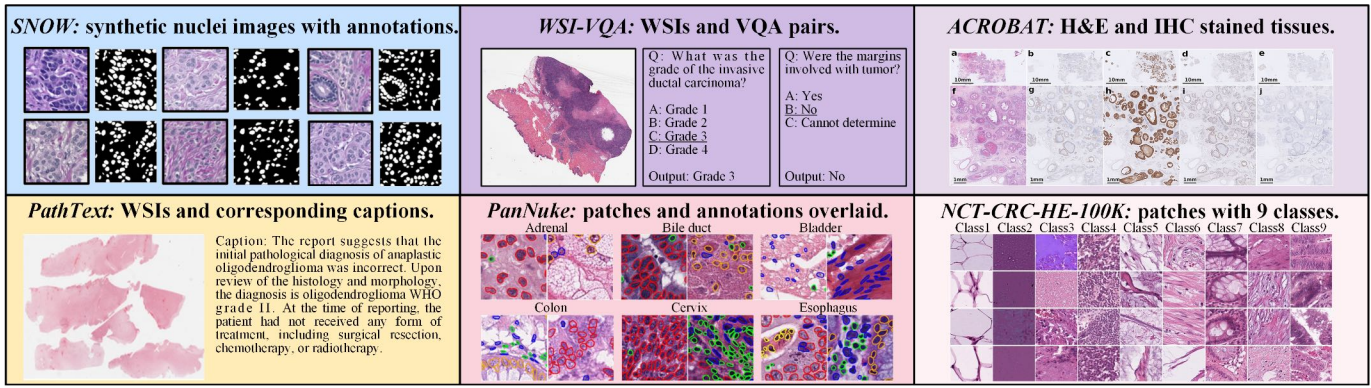 SNOW: synthetic nuclei images with annotations.
WSI-VQA: WSIs and VQA pairs.
Q: What was the
grade of the invasive
ductal carcinoma?
A: Grade 1
B: Grade 2
C: Grade 3
D: Grade 4
Output: Grade 3
Q: Were the margins
involved with tumor?
A: Yes
B: No
C: Cannot determine
Output: No
ACROBAT: H&E and IHC stained tissues.
a b c d e
10mm 10mm 10mm 10mm 10mm
f g h i j
1mm 1mm 1mm 1mm 1mm
PathText: WSIs and corresponding captions.
Caption: The report suggests that the
initial pathological diagnosis of anaplastic
oligodendroglioma was incorrect. Upon
review of the histology and morphology,
the diagnosis is oligodendroglioma WHO
grade II. At the time of reporting, the
patient had not received any form of
treatment, including surgical resection,
chemotherapy, or radiotherapy.
PanNuke: patches and annotations overlaid.
Adrenal Bile duct Bladder
Colon Cervix Esophagus
NCT-CRC-HE-100K: patches with 9 classes.
Class1 Class2 Class3 Class4 Class5 Class6 Class7 Class8 Class9